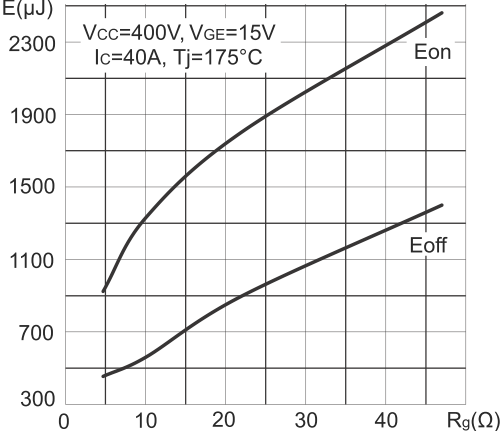 E(µJ)
VCC=400V, VGE=15V
IC=40A, Tj=175°C
2300
Eon
1900
1500
1100
Eoff
700
300
0 10 20 30 40 Rg(Ω)